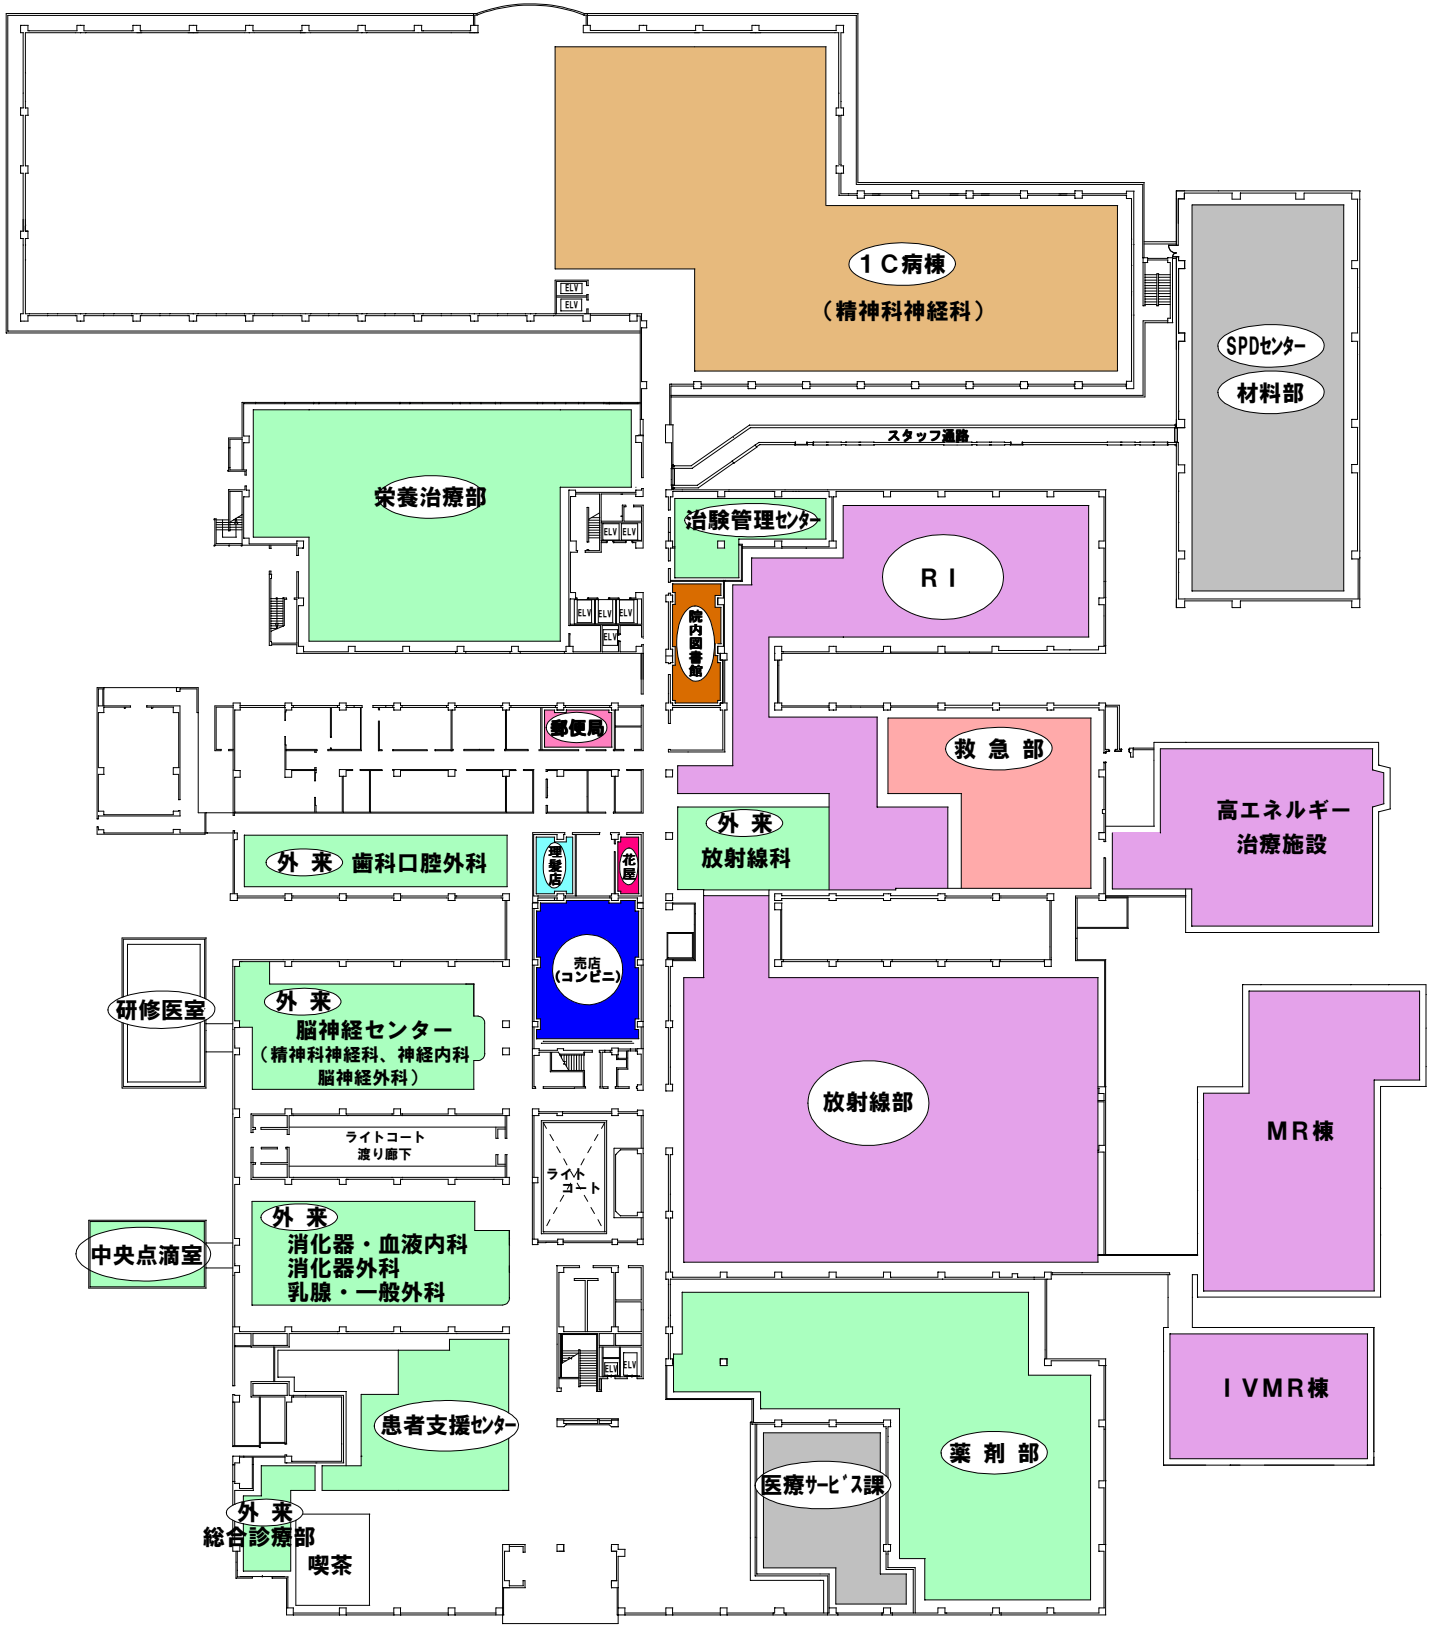 1C病棟
(精神科神経科)
ELV
ELV
SPDセンター
材料部
スタッフ通路
栄養治療部
治験管理センター
ELV ELV
RI
ELV ELV ELV
ELV
院内図書館
郵便局
救急部
高エネルギー
治療施設
外来
放射線科
外来 歯科口腔外科
理髪店
花屋
売店
(コンビニ)
研修医室
外来
脳神経センター
(精神科神経科、神経内科
脳神経外科)
放射線部
MR棟
ライトコート
渡り廊下
ライト
コート
外来
消化器・血液内科
消化器外科
乳腺・一般外科
中央点滴室
ELV ELV
IVMR棟
患者支援センター
薬剤部
医療サービス課
外来
総合診療部
喫茶